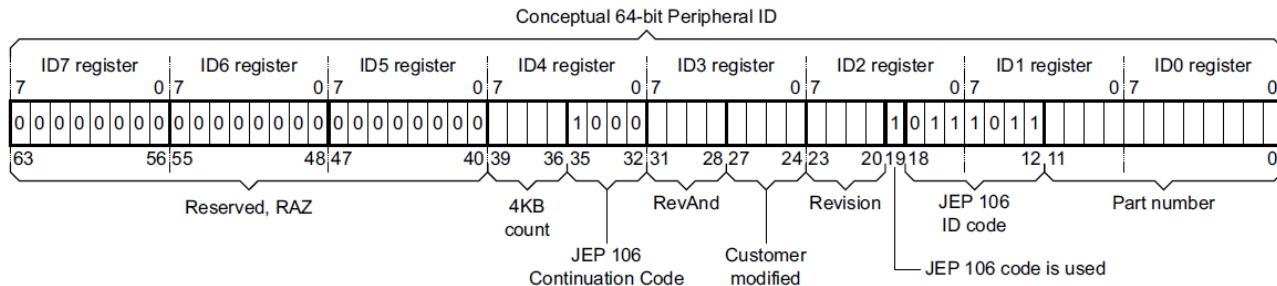 Conceptual 64-bit Peripheral ID
ID7 register ID6 register ID5 register ID4 register ID3 register ID2 register ID1 register ID0 register
7 0 7 0 7 0 7 0 7 0 7 0 7 0 7 0
0 0 0 0 0 0 0 0 0 0 0 0 0 0 0 0 0 0 0 0 0 0 0 0 1 0 0 0 1 0 1 1 1 0 1 1
63 56 55 48 47 40 39 36 35 32 31 28 27 24 23 20 19 18 12 11 0
Reserved, RAZ 4KB count RevAnd Revision JEP 106 ID code Part number
JEP 106 Continuation Code Customer modified JEP 106 code is used